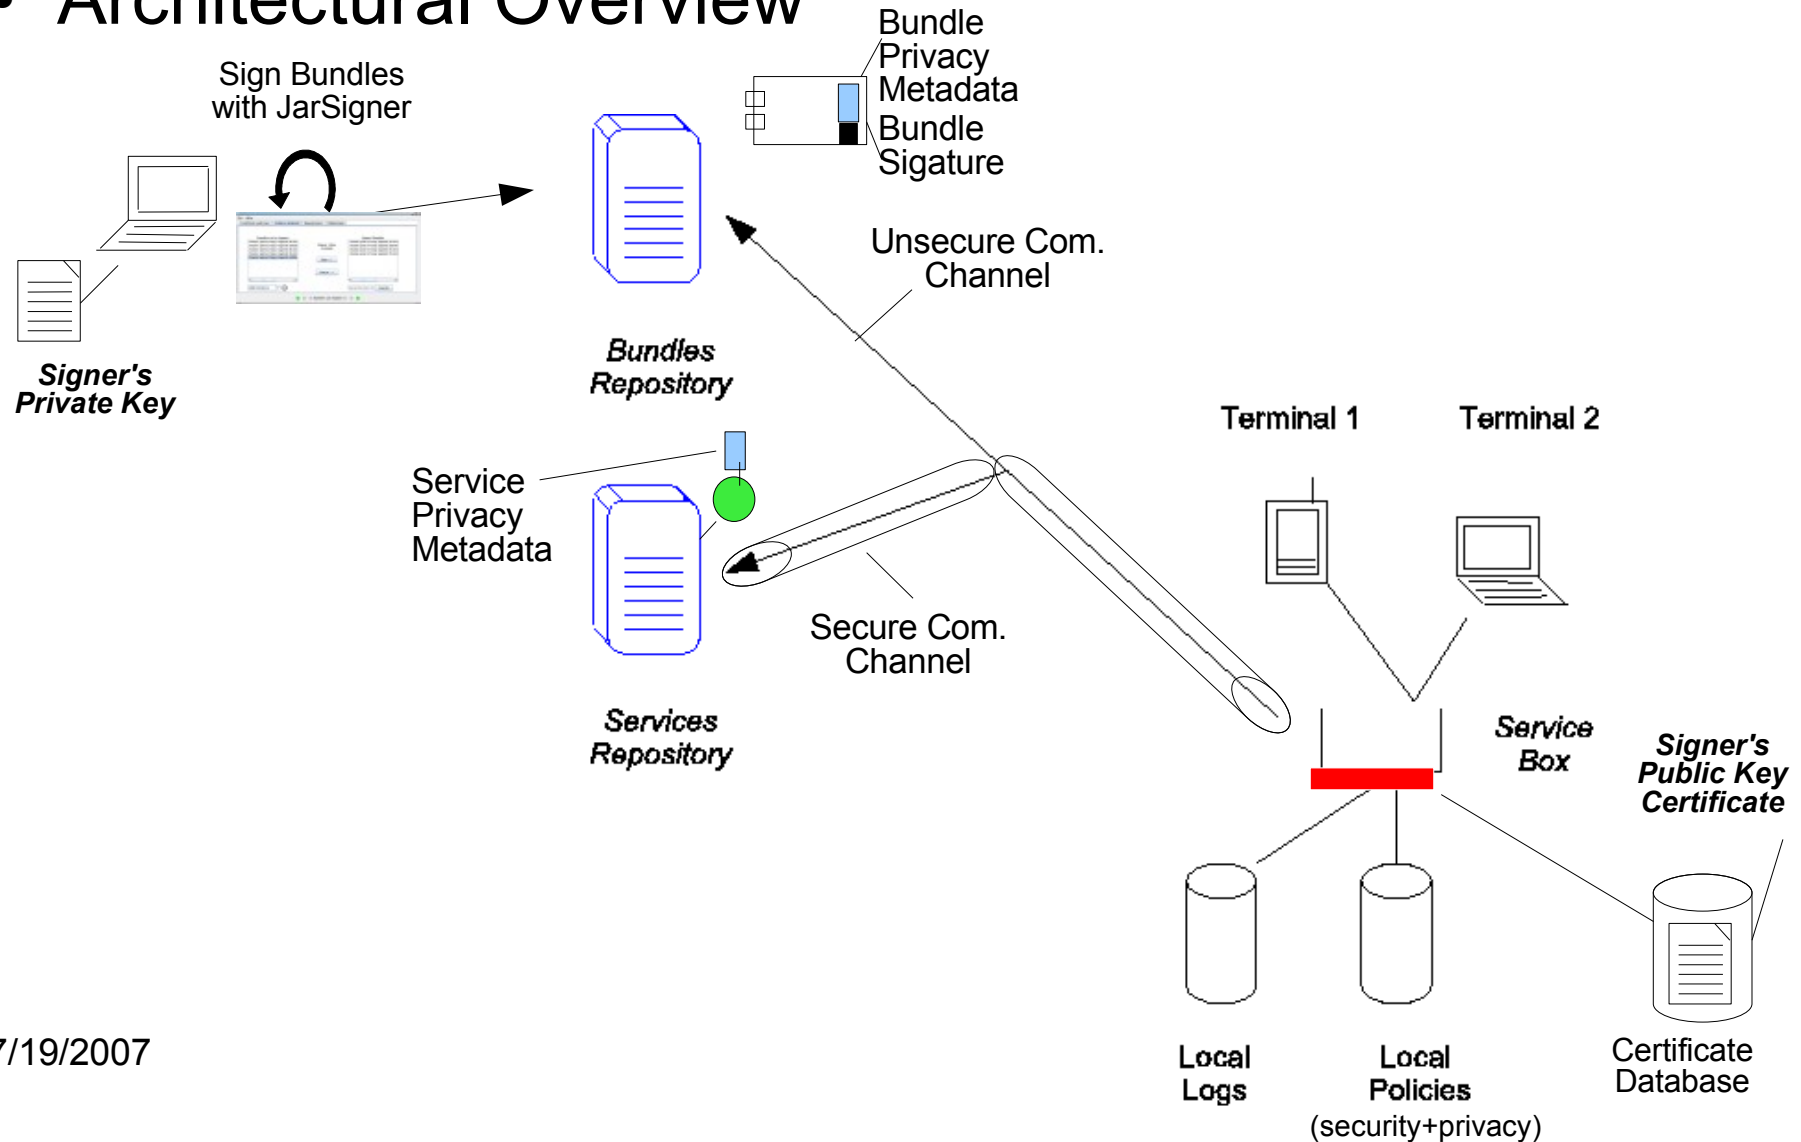 Architectural Overview
Bundle
Privacy
Metadata
Bundle
Sigature
Sign Bundles
with JarSigner
Unsecure Com.
Channel
Bundles
Repository
Signer's
Private Key
Terminal 1
Terminal 2
Service
Privacy
Metadata
Secure Com.
Channel
Services
Repository
Service
Box
Signer's
Public Key
Certificate
7/19/2007
Local
Logs
Local
Policies
(security+privacy)
Certificate
Database